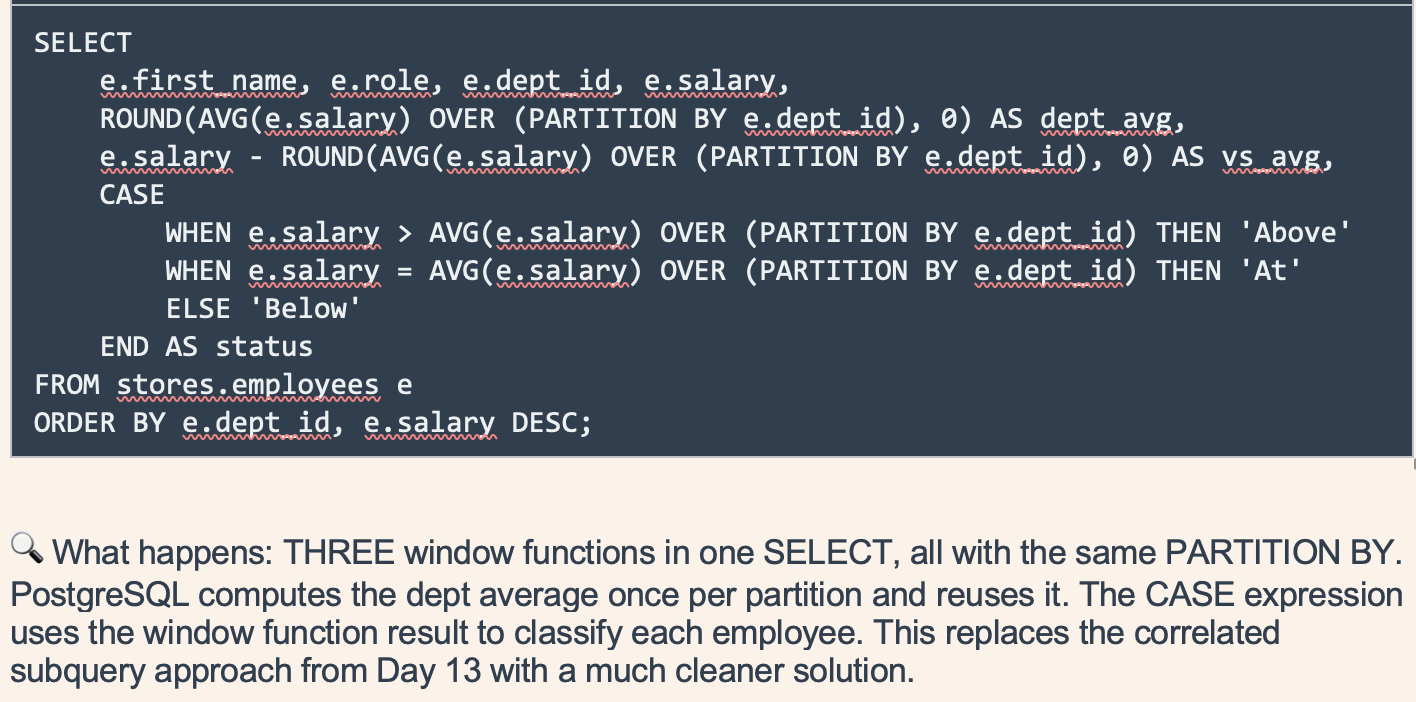 SELECT
    e.first_name, e.role, e.dept_id, e.salary,
    ROUND(AVG(e.salary) OVER (PARTITION BY e.dept_id), 0) AS dept_avg,
    e.salary - ROUND(AVG(e.salary) OVER (PARTITION BY e.dept_id), 0) AS vs_avg,
    CASE
        WHEN e.salary > AVG(e.salary) OVER (PARTITION BY e.dept_id) THEN 'Above'
        WHEN e.salary = AVG(e.salary) OVER (PARTITION BY e.dept_id) THEN 'At'
        ELSE 'Below'
    END AS status
FROM stores.employees e
ORDER BY e.dept_id, e.salary DESC;
🔍 What happens: THREE window functions in one SELECT, all with the same PARTITION BY.
PostgreSQL computes the dept average once per partition and reuses it. The CASE expression
uses the window function result to classify each employee. This replaces the correlated
subquery approach from Day 13 with a much cleaner solution.